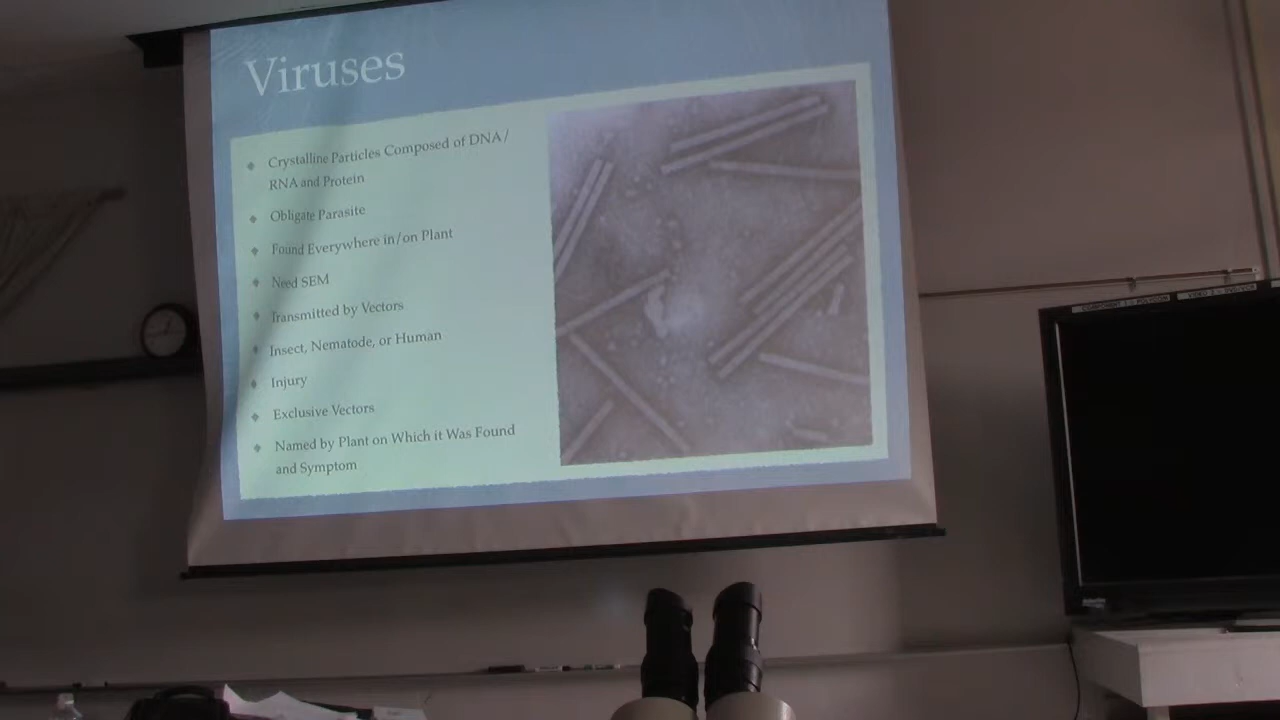 Viruses
Crystalline Particles Composed of DNA/
RNA and Protein
Obligate Parasite
Found Everywhere in/on Plant
Need SEM
Transmitted by Vectors
Insect, Nematode, or Human
Injury
Exclusive Vectors
Named by Plant on Which it Was Found
and Symptom